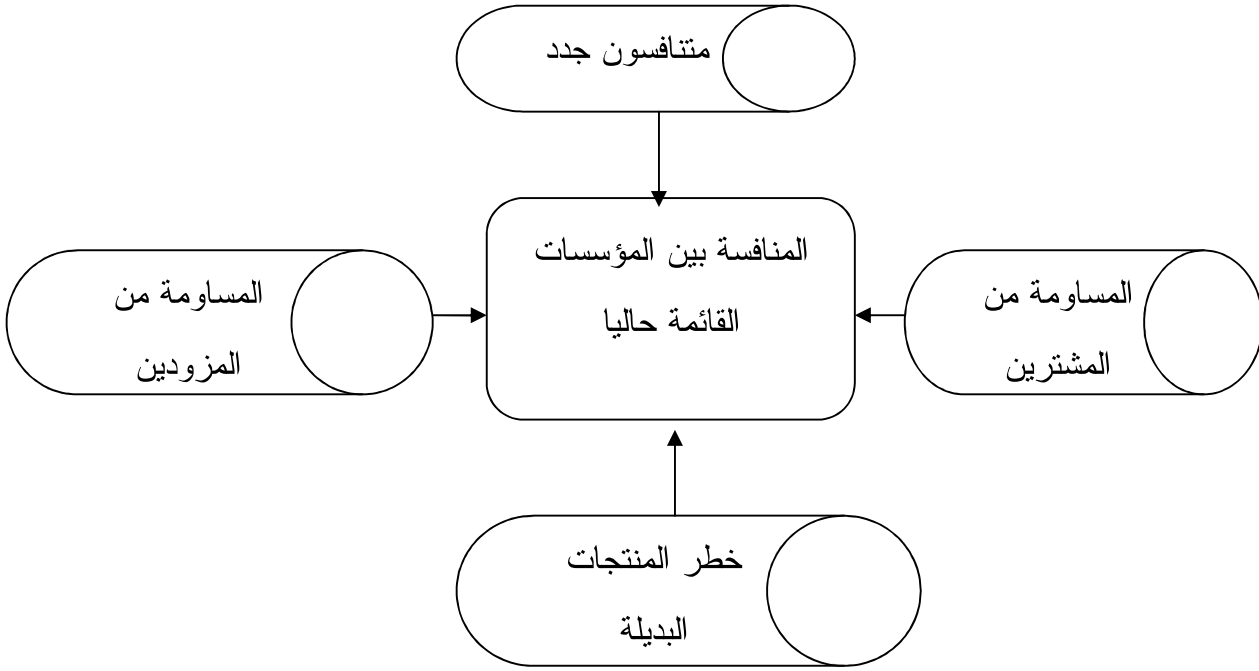 متنافسون جدد
المنافسة بين المؤسسات
القائمة حاليا
المساومة من
المشترين
المساومة من
المزودين
خطر المنتجات
البديلة